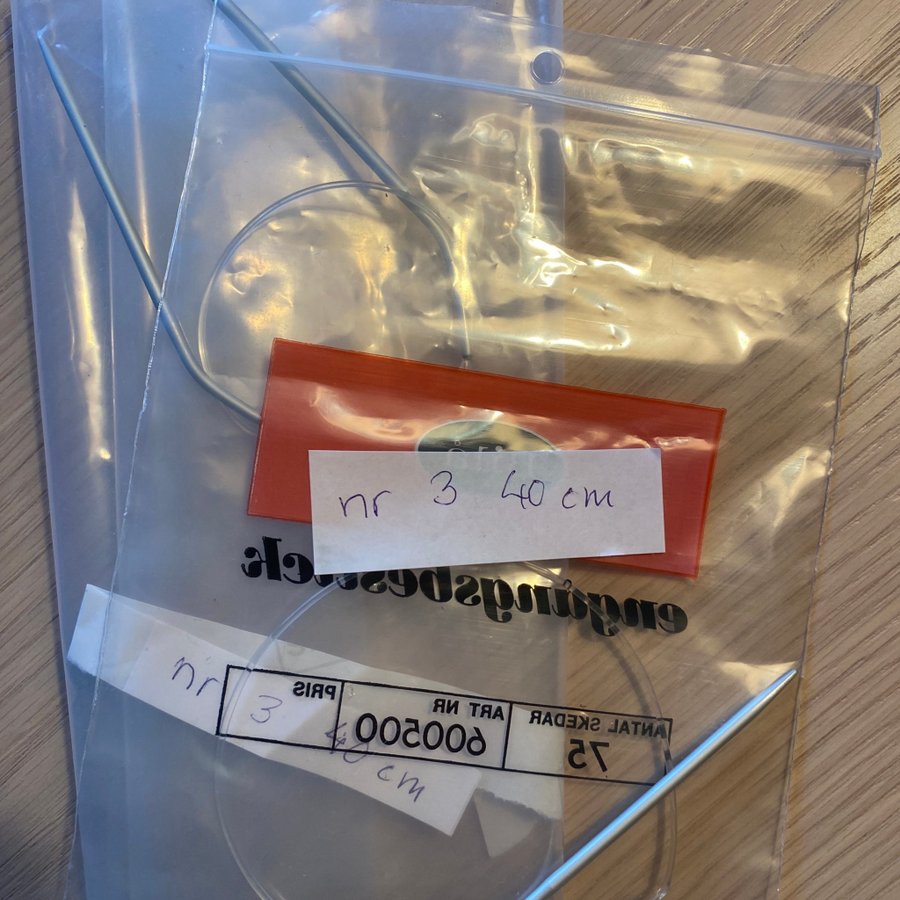 nr 3 40 cm
engångsbestick
ANTAL SKEDAR ART NR PRIS
75 600500
nr 3 40 cm